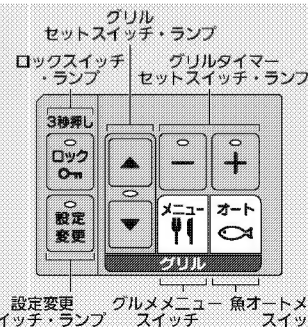 グリル
セットスイッチ・ランプ
ロックスイッチ
・ランプ
グリルタイマー
セットスイッチ・ランプ
3秒押し
ロック
設定
変更
メニュー
オート
グリル
設定変更
イッチ・ランプ
グルメメニュー
スイッチ
魚オートメ
スイッ